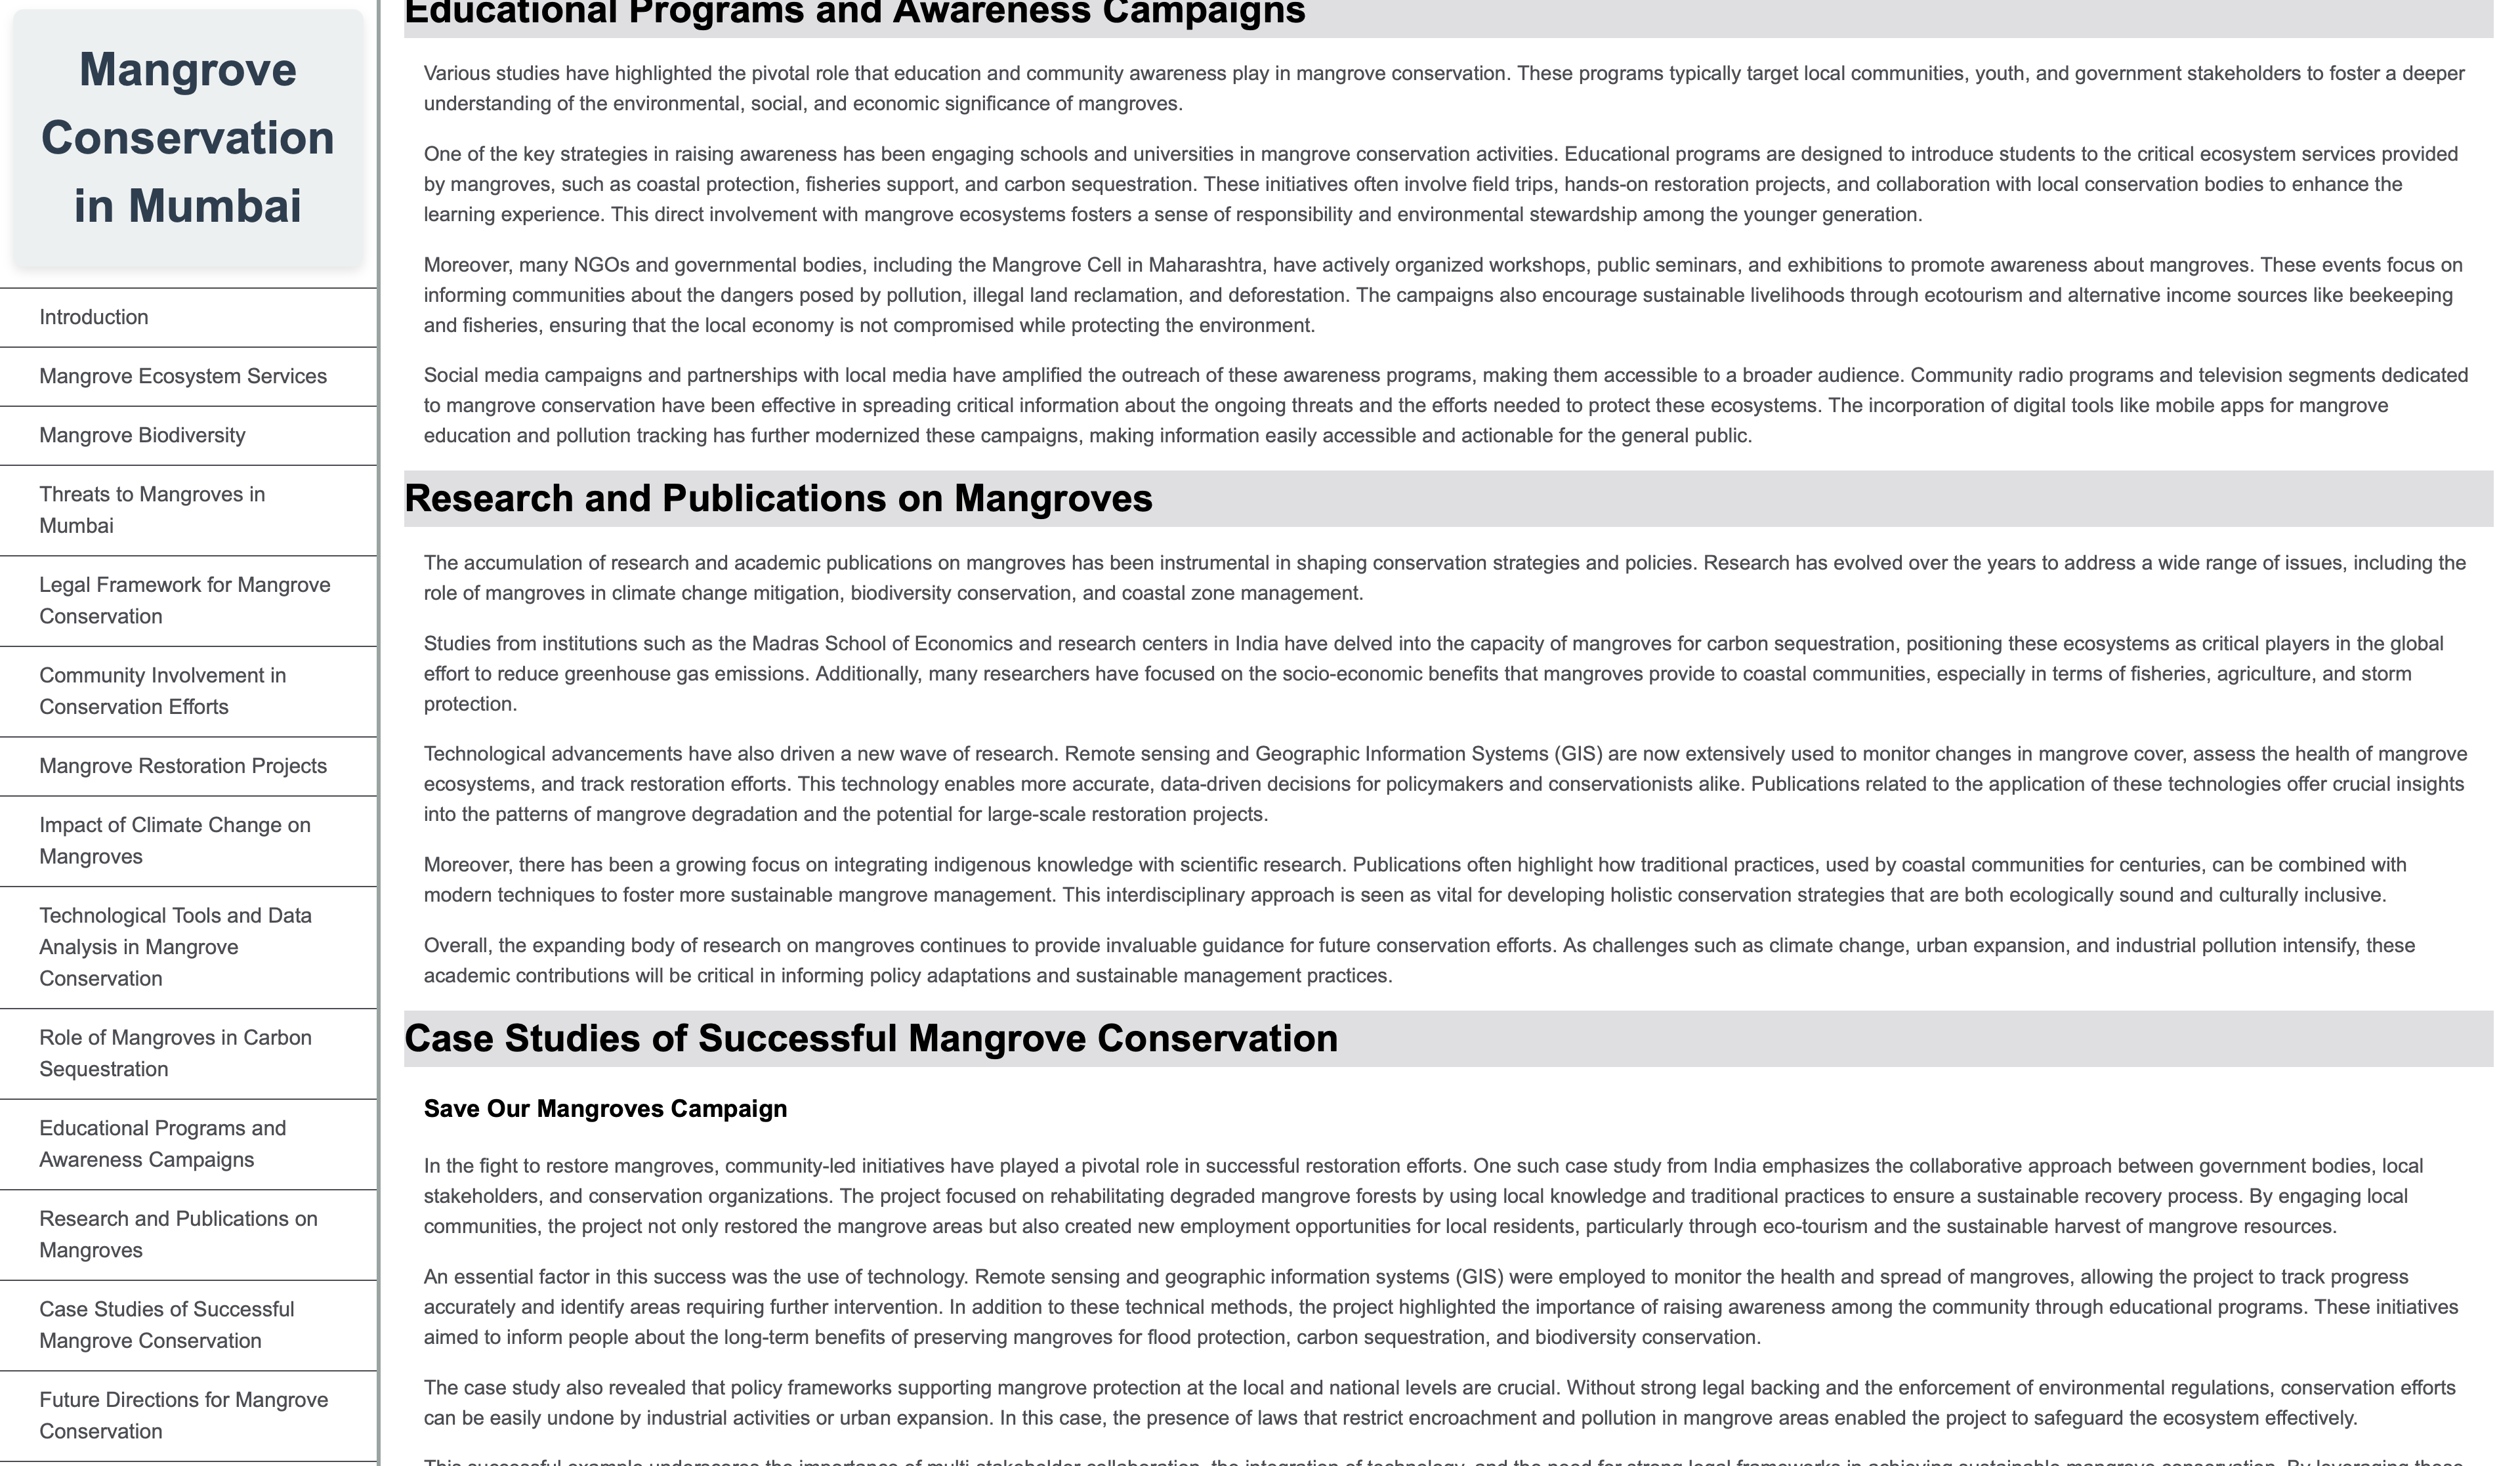 Mangrove
Conservation
in Mumbai
Introduction
Mangrove Ecosystem Services
Mangrove Biodiversity
Threats to Mangroves in
Mumbai
Legal Framework for Mangrove
Conservation
Community Involvement in
Conservation Efforts
Mangrove Restoration Projects
Impact of Climate Change on
Mangroves
Technological Tools and Data
Analysis in Mangrove
Conservation
Role of Mangroves in Carbon
Sequestration
Educational Programs and
Awareness Campaigns
Research and Publications on
Mangroves
Case Studies of Successful
Mangrove Conservation
Future Directions for Mangrove
Conservation
Educational Programs and Awareness Campaigns
Various studies have highlighted the pivotal role that education and community awareness play in mangrove conservation. These programs typically target local communities, youth, and government stakeholders to foster a deeper
understanding of the environmental, social, and economic significance of mangroves.
One of the key strategies in raising awareness has been engaging schools and universities in mangrove conservation activities. Educational programs are designed to introduce students to the critical ecosystem services provided
by mangroves, such as coastal protection, fisheries support, and carbon sequestration. These initiatives often involve field trips, hands-on restoration projects, and collaboration with local conservation bodies to enhance the
learning experience. This direct involvement with mangrove ecosystems fosters a sense of responsibility and environmental stewardship among the younger generation.
Moreover, many NGOs and governmental bodies, including the Mangrove Cell in Maharashtra, have actively organized workshops, public seminars, and exhibitions to promote awareness about mangroves. These events focus on
informing communities about the dangers posed by pollution, illegal land reclamation, and deforestation. The campaigns also encourage sustainable livelihoods through ecotourism and alternative income sources like beekeeping
and fisheries, ensuring that the local economy is not compromised while protecting the environment.
Social media campaigns and partnerships with local media have amplified the outreach of these awareness programs, making them accessible to a broader audience. Community radio programs and television segments dedicated
to mangrove conservation have been effective in spreading critical information about the ongoing threats and the efforts needed to protect these ecosystems. The incorporation of digital tools like mobile apps for mangrove
education and pollution tracking has further modernized these campaigns, making information easily accessible and actionable for the general public.
Research and Publications on Mangroves
The accumulation of research and academic publications on mangroves has been instrumental in shaping conservation strategies and policies. Research has evolved over the years to address a wide range of issues, including the
role of mangroves in climate change mitigation, biodiversity conservation, and coastal zone management.
Studies from institutions such as the Madras School of Economics and research centers in India have delved into the capacity of mangroves for carbon sequestration, positioning these ecosystems as critical players in the global
effort to reduce greenhouse gas emissions. Additionally, many researchers have focused on the socio-economic benefits that mangroves provide to coastal communities, especially in terms of fisheries, agriculture, and storm
protection.
Technological advancements have also driven a new wave of research. Remote sensing and Geographic Information Systems (GIS) are now extensively used to monitor changes in mangrove cover, assess the health of mangrove
ecosystems, and track restoration efforts. This technology enables more accurate, data-driven decisions for policymakers and conservationists alike. Publications related to the application of these technologies offer crucial insights
into the patterns of mangrove degradation and the potential for large-scale restoration projects.
Moreover, there has been a growing focus on integrating indigenous knowledge with scientific research. Publications often highlight how traditional practices, used by coastal communities for centuries, can be combined with
modern techniques to foster more sustainable mangrove management. This interdisciplinary approach is seen as vital for developing holistic conservation strategies that are both ecologically sound and culturally inclusive.
Overall, the expanding body of research on mangroves continues to provide invaluable guidance for future conservation efforts. As challenges such as climate change, urban expansion, and industrial pollution intensify, these
academic contributions will be critical in informing policy adaptations and sustainable management practices.
Case Studies of Successful Mangrove Conservation
Save Our Mangroves Campaign
In the fight to restore mangroves, community-led initiatives have played a pivotal role in successful restoration efforts. One such case study from India emphasizes the collaborative approach between government bodies, local
stakeholders, and conservation organizations. The project focused on rehabilitating degraded mangrove forests by using local knowledge and traditional practices to ensure a sustainable recovery process. By engaging local
communities, the project not only restored the mangrove areas but also created new employment opportunities for local residents, particularly through eco-tourism and the sustainable harvest of mangrove resources.
An essential factor in this success was the use of technology. Remote sensing and geographic information systems (GIS) were employed to monitor the health and spread of mangroves, allowing the project to track progress
accurately and identify areas requiring further intervention. In addition to these technical methods, the project highlighted the importance of raising awareness among the community through educational programs. These initiatives
aimed to inform people about the long-term benefits of preserving mangroves for flood protection, carbon sequestration, and biodiversity conservation.
The case study also revealed that policy frameworks supporting mangrove protection at the local and national levels are crucial. Without strong legal backing and the enforcement of environmental regulations, conservation efforts
can be easily undone by industrial activities or urban expansion. In this case, the presence of laws that restrict encroachment and pollution in mangrove areas enabled the project to safeguard the ecosystem effectively.
This successful example underscores the importance of multi-stakeholder collaboration, the integration of technology, and the need for strong legal frameworks in achieving sustainable mangrove conservation. By leveraging these